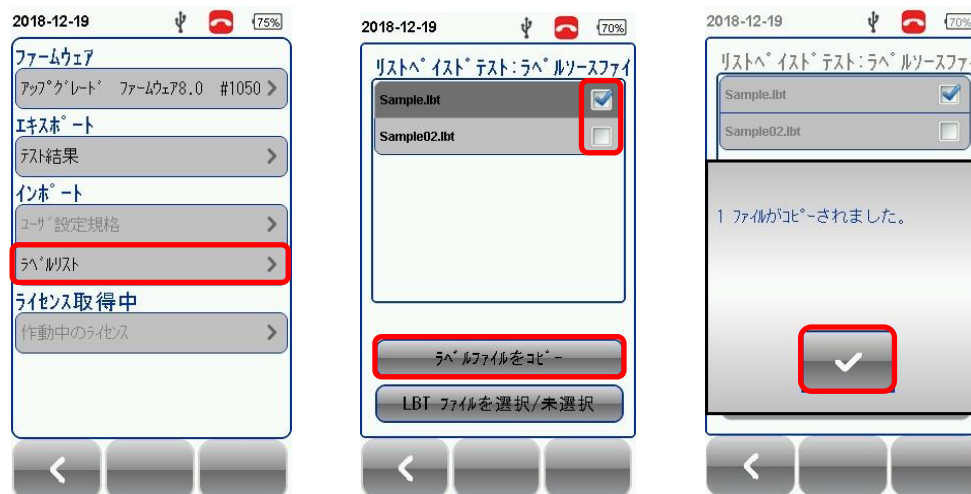 2018-12-19
75%
ファームウェア
アップグレード ファームウェア8.0 #1050
エキスポート
テスト結果
インポート
ユーザ設定規格
ラベルリスト
ライセンス取得中
作動中のライセンス
2018-12-19
70%
リストベイストドテスト:ラベルソースファイ
Sample.lbt
Sample02.lbt
ラベルファイルをコピー
LBT ファイルを選択/未選択
2018-12-19
70%
リストベイストドテスト:ラベルソースファイ
Sample.lbt
Sample02.lbt
1 ファイルがコピーされました。